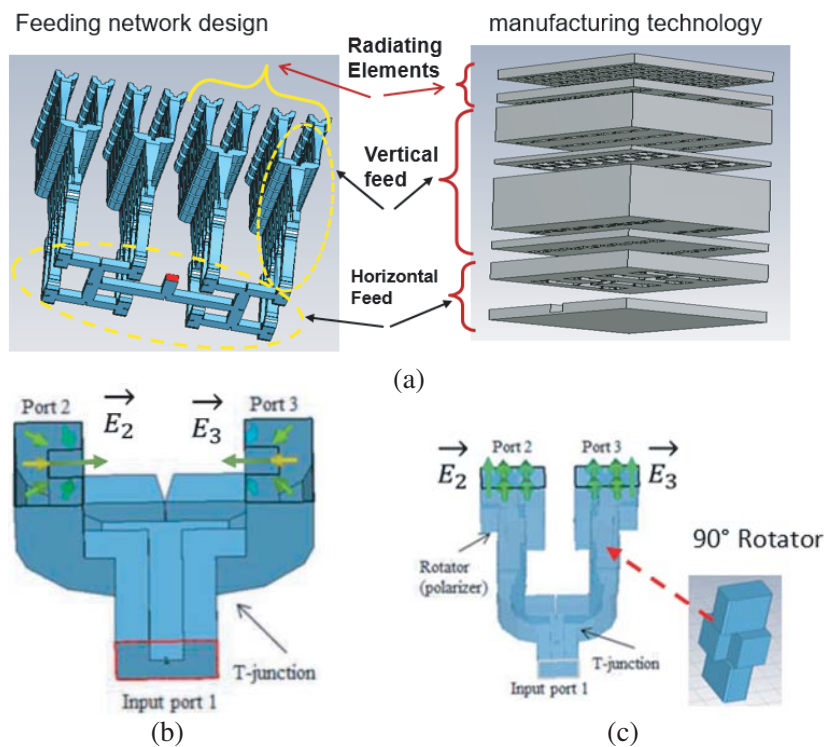 Feeding network design
manufacturing technology
Radiating
Elements
Vertical
feed
Horizontal
Feed
(a)
Port 2
E₂
E₃
Port 3
T-junction
Input port 1
(b)
E₂
Port 2
Port 3
E₃
90° Rotator
Rotator
(polarizer)
T-junction
Input port 1
(c)